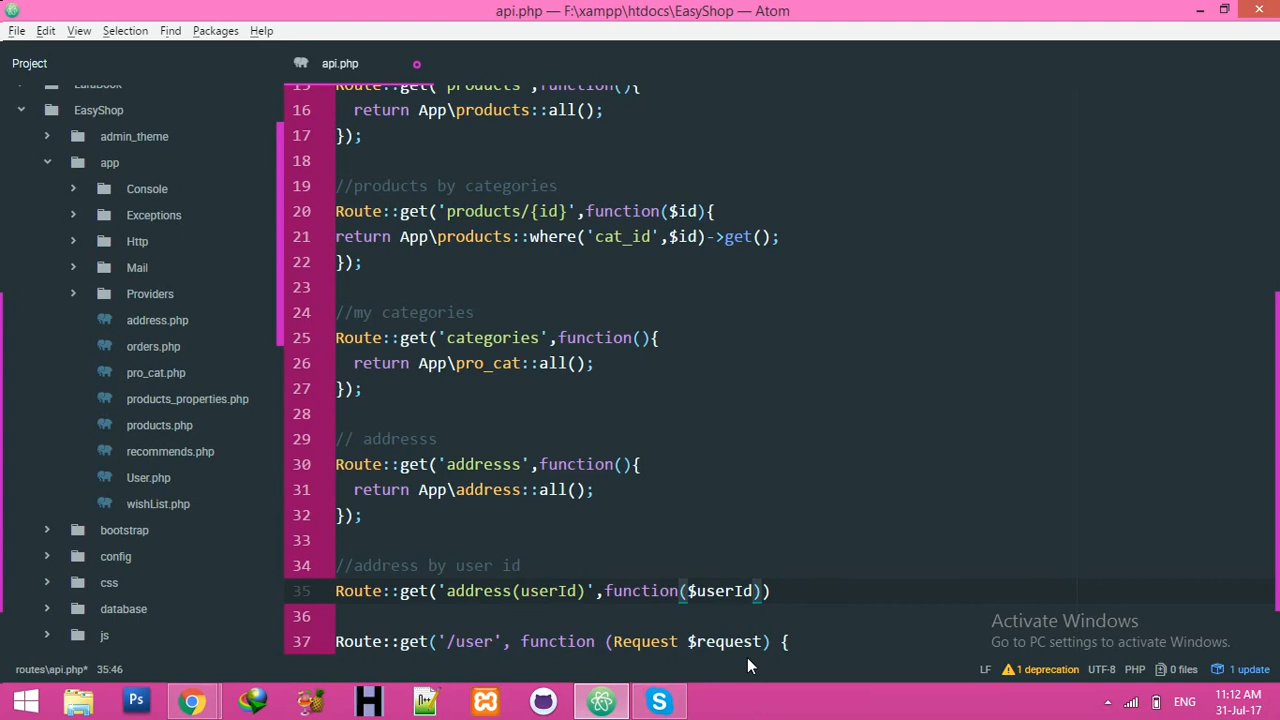 api.php — F:\xampp\htdocs\EasyShop — Atom
File Edit View Selection Find Packages Help
Project
api.php
LaraBook
EasyShop
admin_theme
app
Console
Exceptions
Http
Mail
Providers
address.php
orders.php
pro_cat.php
products_properties.php
products.php
recommends.php
User.php
wishList.php
bootstrap
config
css
database
js
15 Route::get('products',function(){
16 return App\products::all();
17 });
18
19 //products by categories
20 Route::get('products/{id}',function($id){
21 return App\products::where('cat_id',$id)->get();
22 });
23
24 //my categories
25 Route::get('categories',function(){
26 return App\pro_cat::all();
27 });
28
29 // addresss
30 Route::get('addresss',function(){
31 return App\address::all();
32 });
33
34 //address by user id
35 Route::get('address(userId)',function($userId))
36
37 Route::get('/user', function (Request $request) {
Activate Windows
Go to PC settings to activate Windows.
routes\api.php* 35:46 LF 1 deprecation UTF-8 PHP 0 files 1 update
Ps
ENG
11:12 AM
31-Jul-17